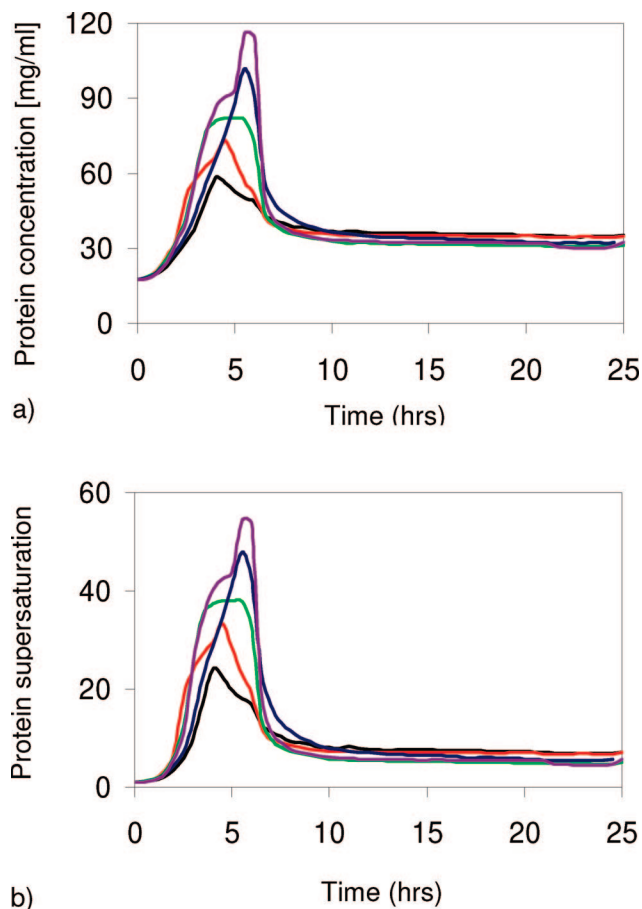 Protein concentration [mg/ml]
120
90
60
30
0
0 5 10 15 20 25
Time (hrs)
a)
Protein supersaturation
60
40
20
0
0 5 10 15 20 25
Time (hrs)
b)